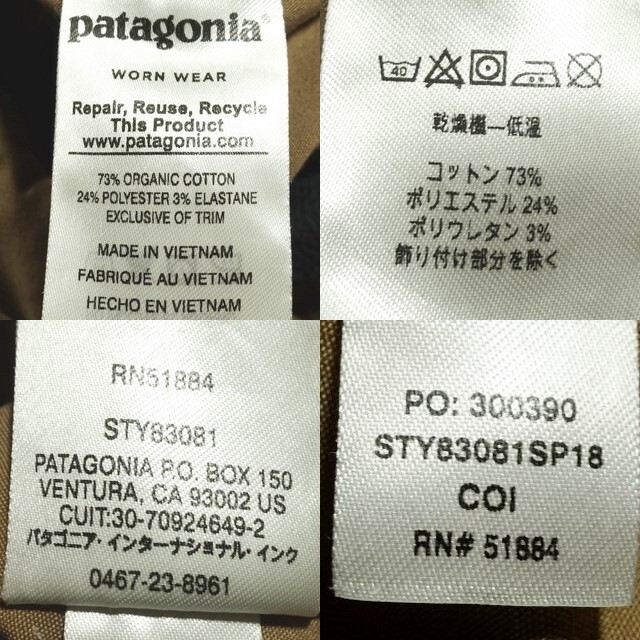 patagonia®
WORN WEAR
Repair, Reuse, Recycle
This Product
www.patagonia.com
73% ORGANIC COTTON
24% POLYESTER 3% ELASTANE
EXCLUSIVE OF TRIM
MADE IN VIETNAM
FABRIQUÉ AU VIETNAM
HECHO EN VIETNAM
40
乾燥機―低温
コットン 73%
ポリエステル 24%
ポリウレタン 3%
飾り付け部分を除く
RN51884
STY83081
PATAGONIA P.O. BOX 150
VENTURA, CA 93002 US
CUIT:30-70924649-2
パタゴニア・インターナショナル・インク
0467-23-8961
PO: 300390
STY83081SP18
COI
RN# 51884